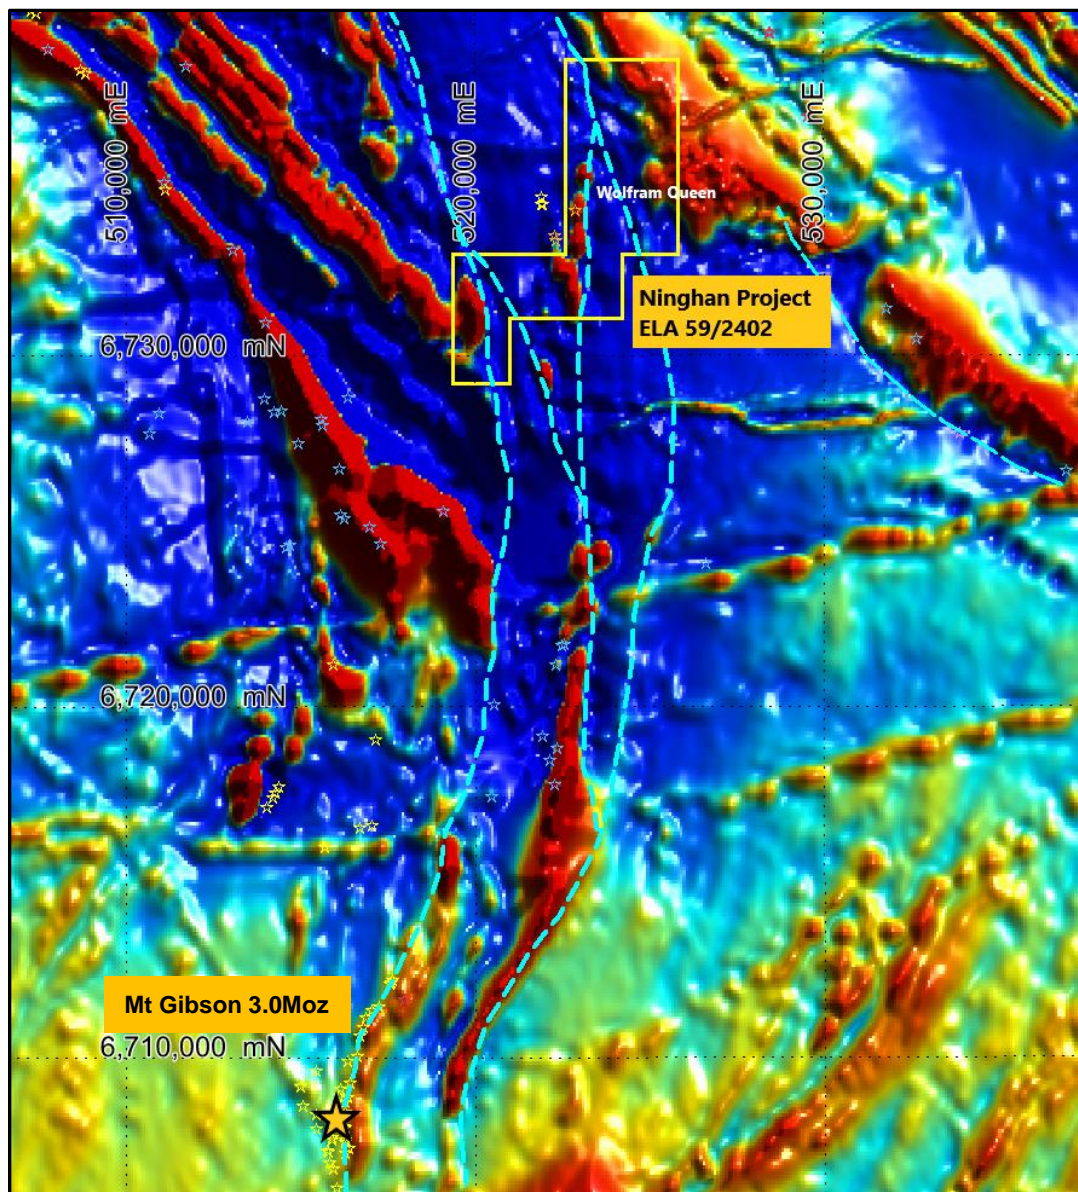 510,000 mE
520,000 mE
530,000 mE
Wolfram Queen
Ninghan Project
ELA 59/2402
6,730,000 mN
6,720,000 mN
Mt Gibson 3.0Moz
6,710,000 mN